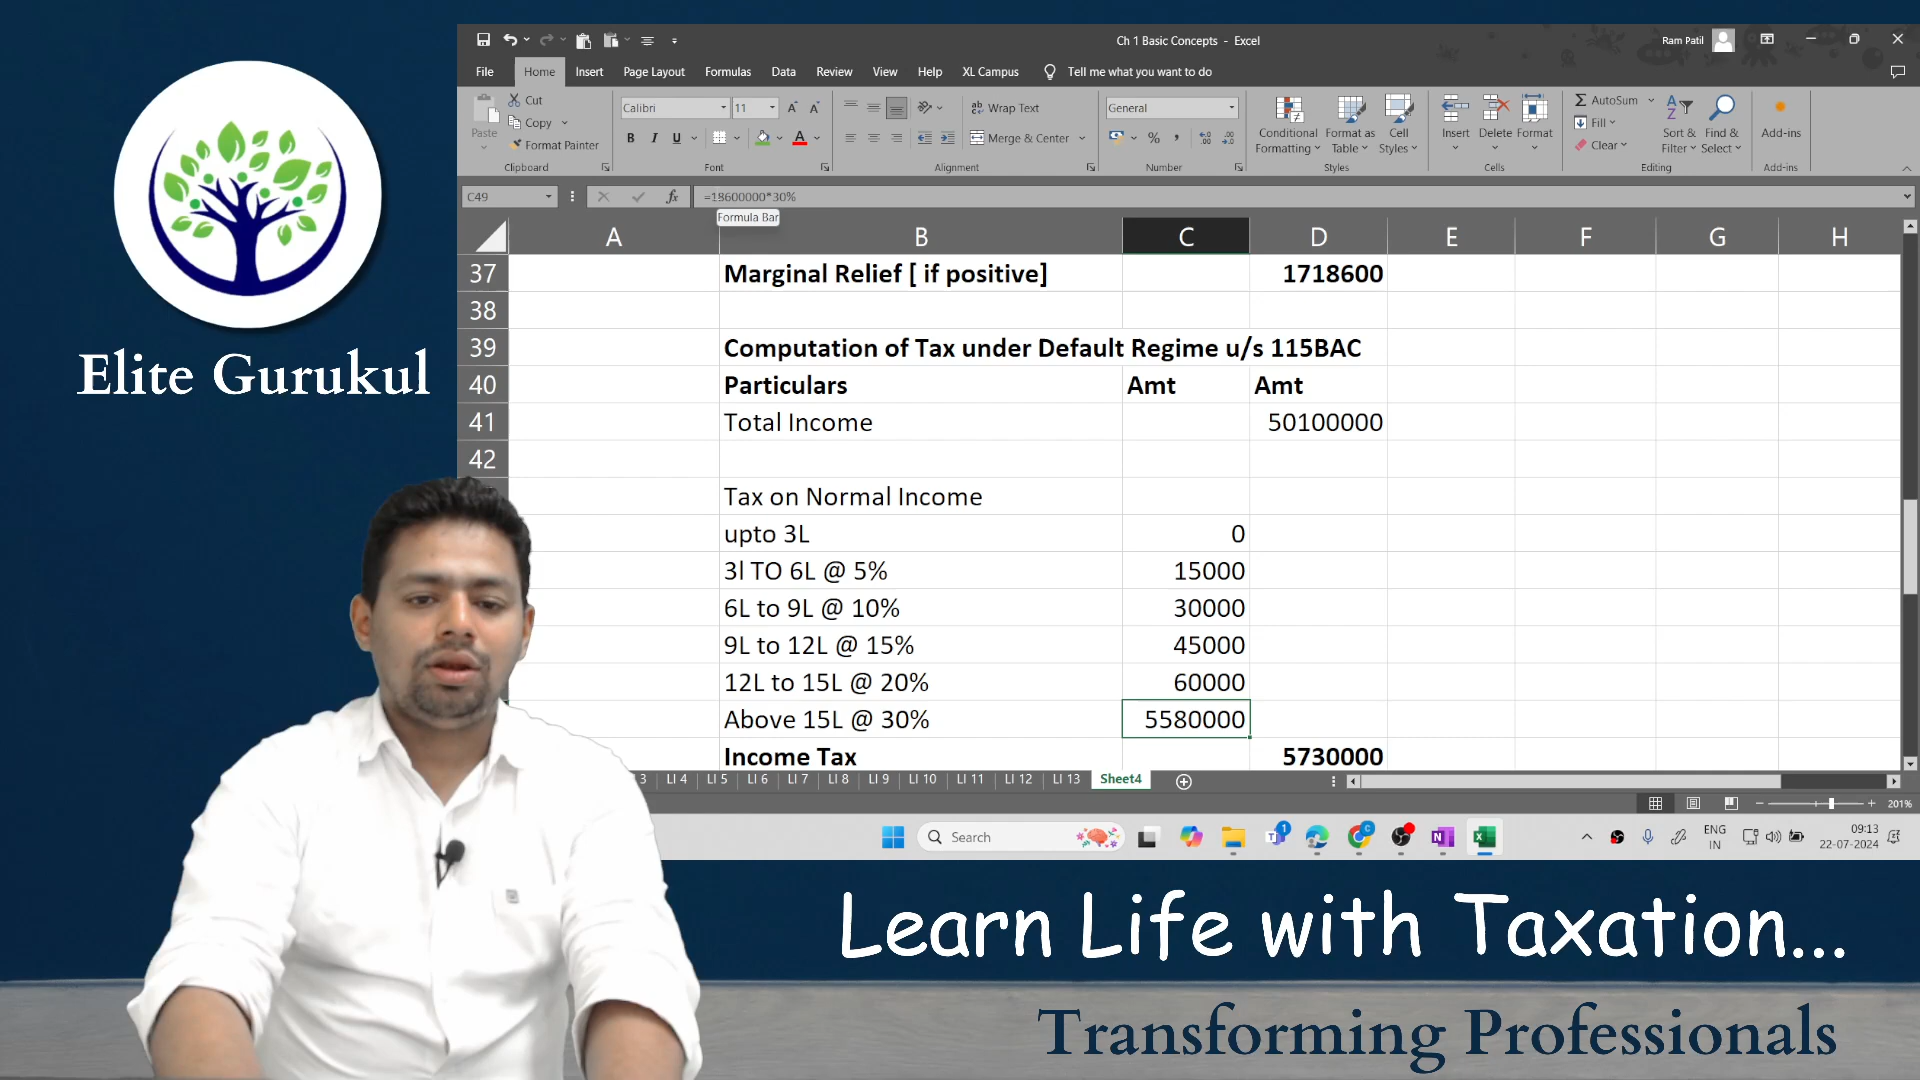 Elite Gurukul
Ch 1 Basic Concepts - Excel
Ram Patil
File Home Insert Page Layout Formulas Data Review View Help XL Campus Tell me what you want to do
Paste
Cut
Copy
Format Painter
Clipboard
Calibri 11
B I U
Font
Wrap Text
Merge & Center
Alignment
General
%
Number
Conditional Formatting
Format as Table
Cell Styles
Styles
Insert Delete Format
Cells
AutoSum
Fill
Clear
Sort & Filter
Find & Select
Editing
Add-ins
Add-ins
C49 fx =18600000*30%
Formula Bar
A B C D E F G H
37 Marginal Relief [ if positive] 1718600
38
39 Computation of Tax under Default Regime u/s 115BAC
40 Particulars Amt Amt
41 Total Income 50100000
42
Tax on Normal Income
upto 3L 0
3l TO 6L @ 5% 15000
6L to 9L @ 10% 30000
9L to 12L @ 15% 45000
12L to 15L @ 20% 60000
Above 15L @ 30% 5580000
Income Tax 5730000
3 LI 4 LI 5 LI 6 LI 7 LI 8 LI 9 LI 10 LI 11 LI 12 LI 13 Sheet4
201%
Search
1
ENG
IN
09:13
22-07-2024
Learn Life with Taxation...
Transforming Professionals